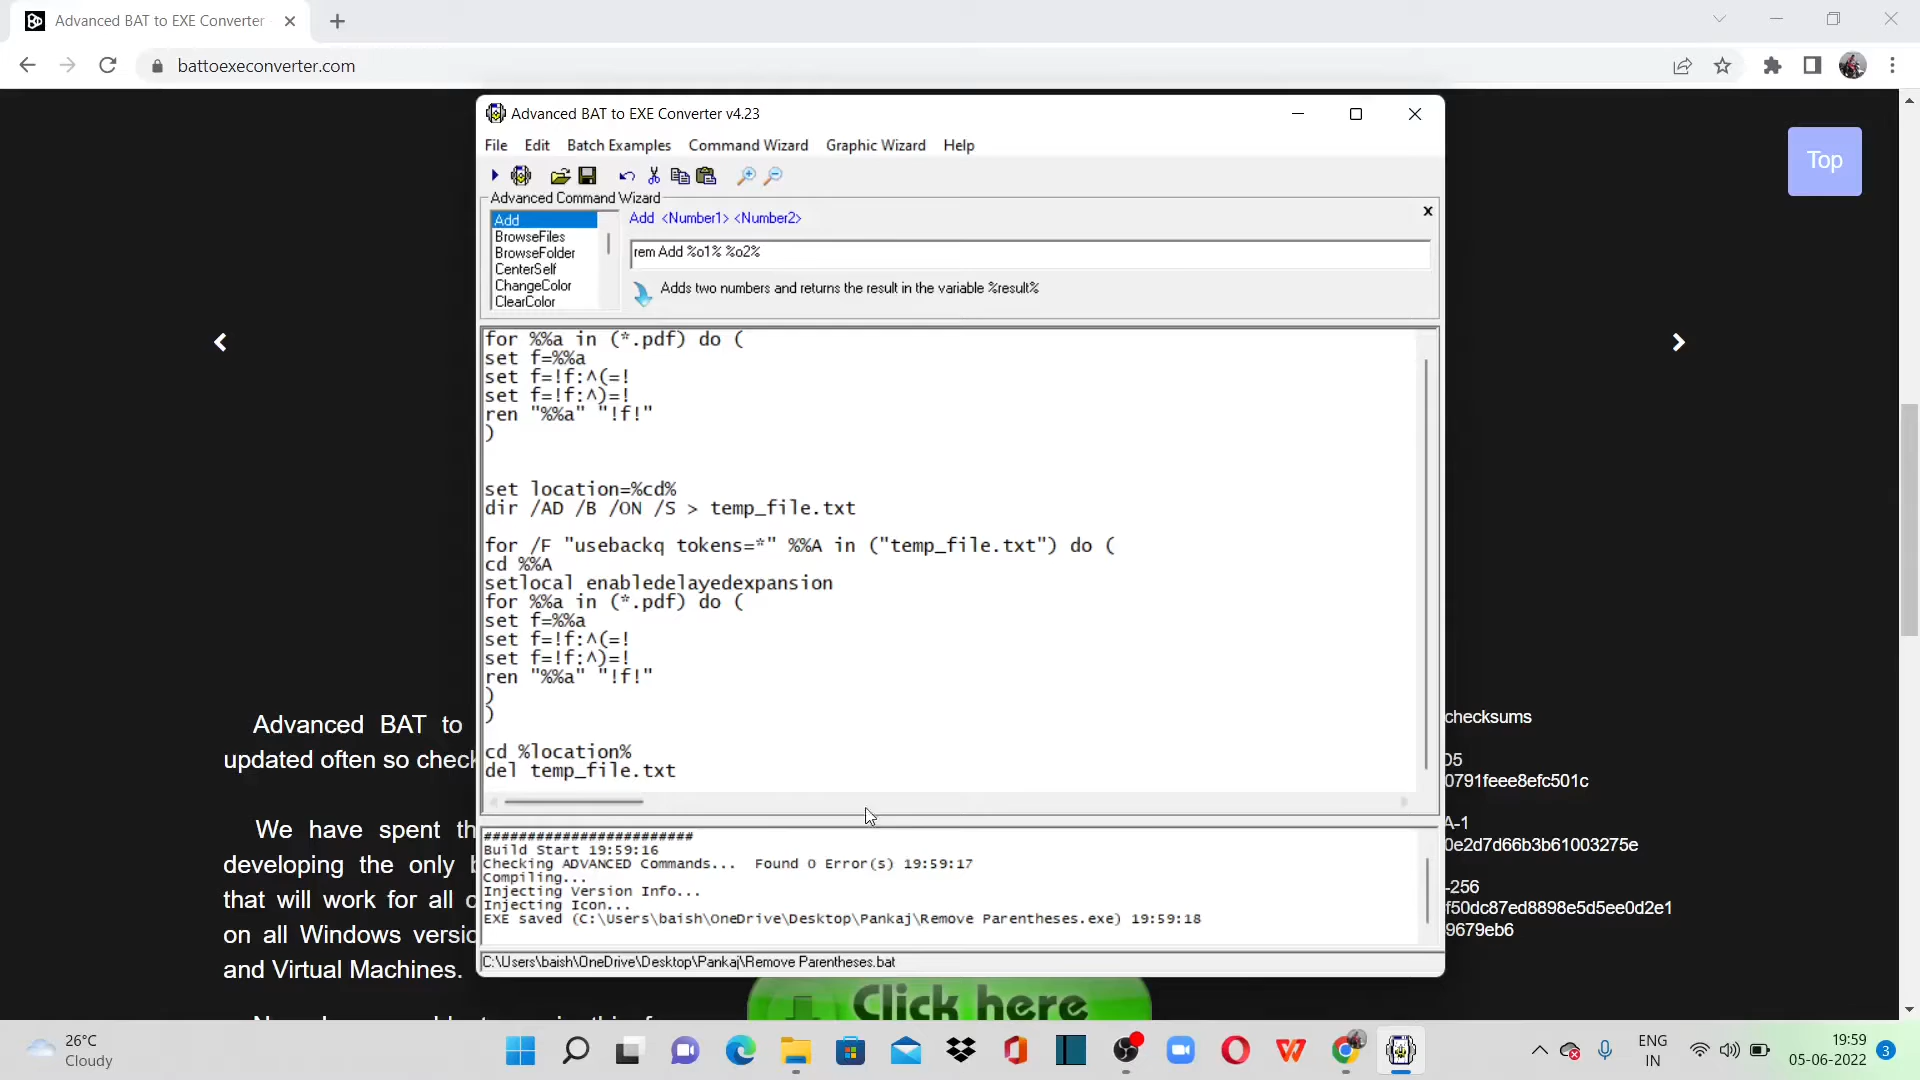 Advanced BAT to EXE Converter
battoexeconverter.com
Top
Advanced BAT to EXE Converter v4.23
File Edit Batch Examples Command Wizard Graphic Wizard Help
Advanced Command Wizard
Add
BrowseFiles
BrowseFolder
CenterSelf
ChangeColor
ClearColor
Add <Number1> <Number2>
x
rem Add %o1% %o2%
Adds two numbers and returns the result in the variable %result%
for %%a in (*.pdf) do (
set f=%%a
set f=!f:^(=!
set f=!f:^)=!
ren "%%a" "!f!"
)
set location=%cd%
dir /AD /B /ON /S > temp_file.txt
for /F "usebackq tokens=*" %%A in ("temp_file.txt") do (
cd %%A
setlocal enabledelayedexpansion
for %%a in (*.pdf) do (
set f=%%a
set f=!f:^(=!
set f=!f:^)=!
ren "%%a" "!f!"
)
)
cd %location%
del temp_file.txt
########################
Build Start 19:59:16
Checking ADVANCED Commands... Found 0 Error(s) 19:59:17
Compiling...
Injecting Version Info...
Injecting Icon...
EXE saved (C:\Users\baish\OneDrive\Desktop\Pankaj\Remove Parentheses.exe) 19:59:18
C:\Users\baish\OneDrive\Desktop\Pankaj\Remove Parentheses.bat
Advanced BAT to
updated often so check
We have spent th
developing the only b
that will work for all o
on all Windows versio
and Virtual Machines.
checksums
D5
0791feee8efc501c
A-1
0e2d7d66b3b61003275e
-256
f50dc87ed8898e5d5ee0d2e1
9679eb6
Click here
26°C
Cloudy
ENG
IN
19:59
05-06-2022
3